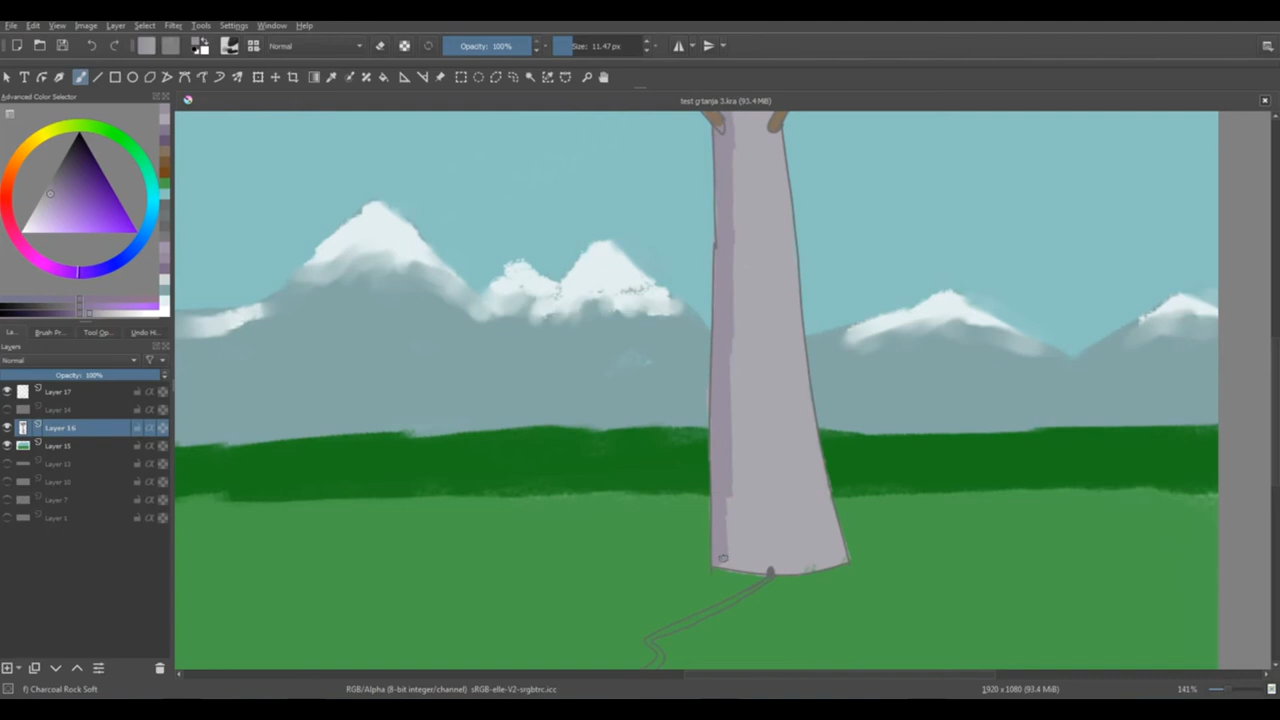 File Edit View Image Layer Select Filter Tools Settings Window Help
Normal Opacity: 100% Size: 11.47 px
Advanced Color Selector
test grtanja 3.kra (93.4 MiB)
La... Brush Pr... Tool Op... Undo Hi...
Layers
Normal
Opacity: 100%
Layer 17
Layer 14
Layer 16
Layer 15
Layer 13
Layer 10
Layer 7
Layer 1
f) Charcoal Rock Soft RGB/Alpha (8-bit integer/channel) sRGB-elle-V2-srgbtrc.icc 1920 x 1080 (93.4 MiB) 141%